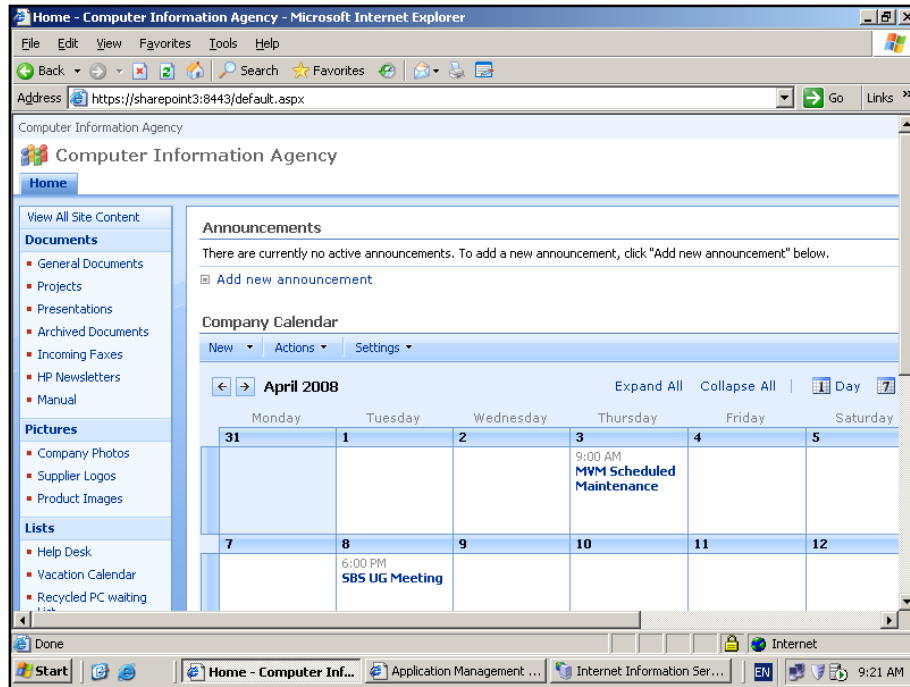 Home - Computer Information Agency - Microsoft Internet Explorer
File Edit View Favorites Tools Help
Back Search Favorites
Address https://sharepoint3:8443/default.aspx Go Links »
Computer Information Agency
Computer Information Agency
Home
View All Site Content
Documents
General Documents
Projects
Presentations
Archived Documents
Incoming Faxes
HP Newsletters
Manual
Pictures
Company Photos
Supplier Logos
Product Images
Lists
Help Desk
Vacation Calendar
Recycled PC waiting
Announcements
There are currently no active announcements. To add a new announcement, click "Add new announcement" below.
Add new announcement
Company Calendar
New Actions Settings
April 2008 Expand All Collapse All | 1 Day 7
Monday Tuesday Wednesday Thursday Friday Saturday
31 1 2 3 4 5
9:00 AM
MVM Scheduled
Maintenance
7 8 9 10 11 12
6:00 PM
SBS UG Meeting
Done Internet
Start Home - Computer Inf... Application Management ... Internet Information Ser... EN 9:21 AM